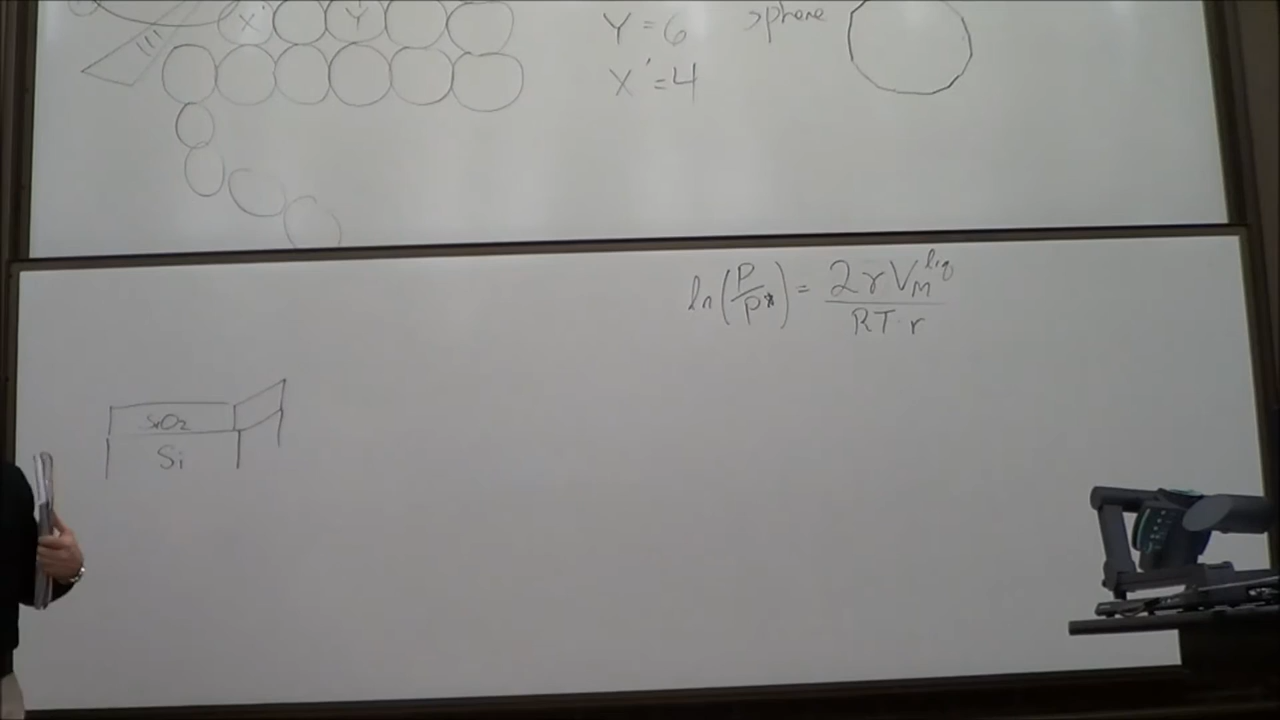 X' Y'
Y = 6
X' = 4
sphere
ln(P/P*) = 2γV_M^liq / RT·r
SiO2
Si